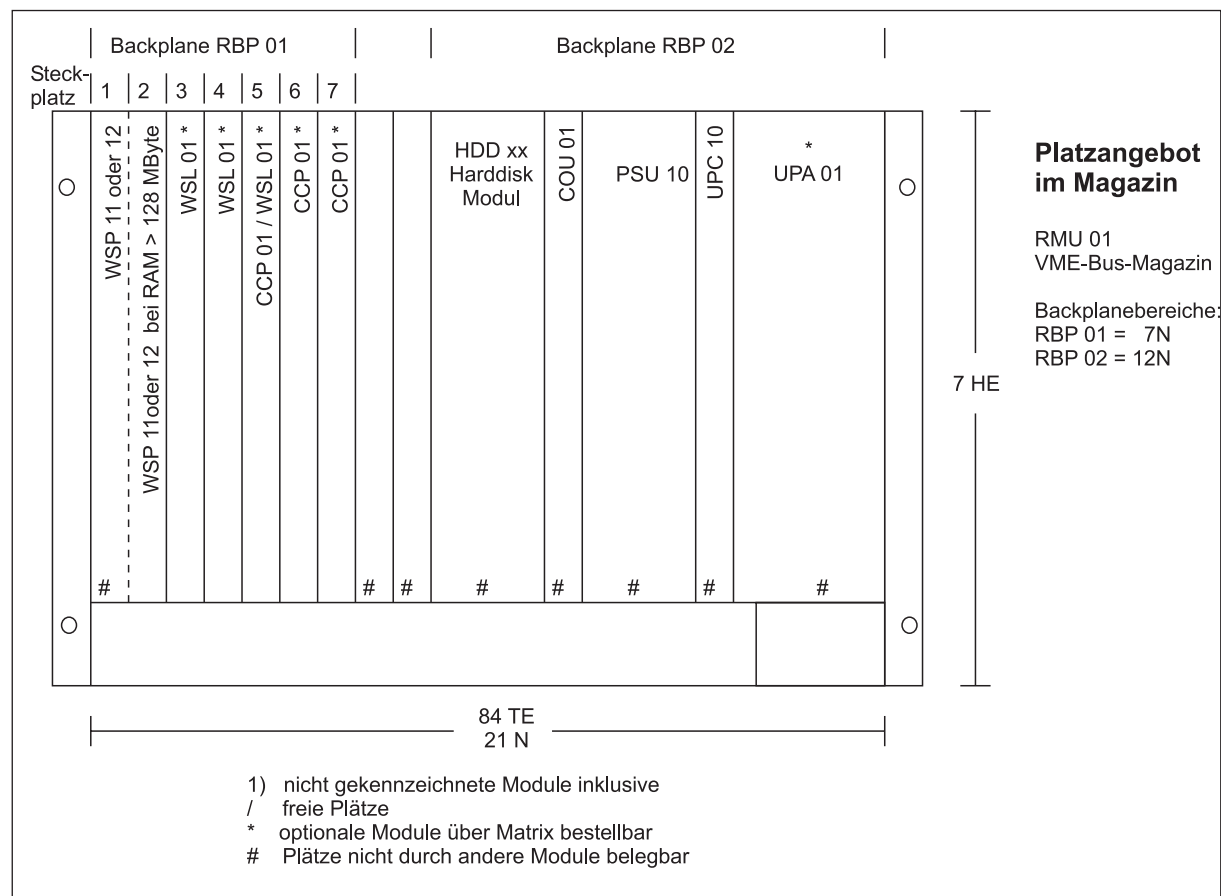 Backplane RBP 01
Backplane RBP 02
Steck-
platz
1
2
3
4
5
6
7
WSP 11 oder 12
WSP 11oder 12 bei RAM > 128 MByte
WSL 01 *
WSL 01 *
CCP 01 / WSL 01 *
CCP 01 *
CCP 01 *
HDD xx
Harddisk
Modul
COU 01
PSU 10
UPC 10
*
UPA 01
# # # # # # # #
7 HE
84 TE
21 N
Platzangebot
im Magazin
RMU 01
VME-Bus-Magazin
Backplanebereiche:
RBP 01 = 7N
RBP 02 = 12N
1) nicht gekennzeichnete Module inklusive
/ freie Plätze
* optionale Module über Matrix bestellbar
# Plätze nicht durch andere Module belegbar